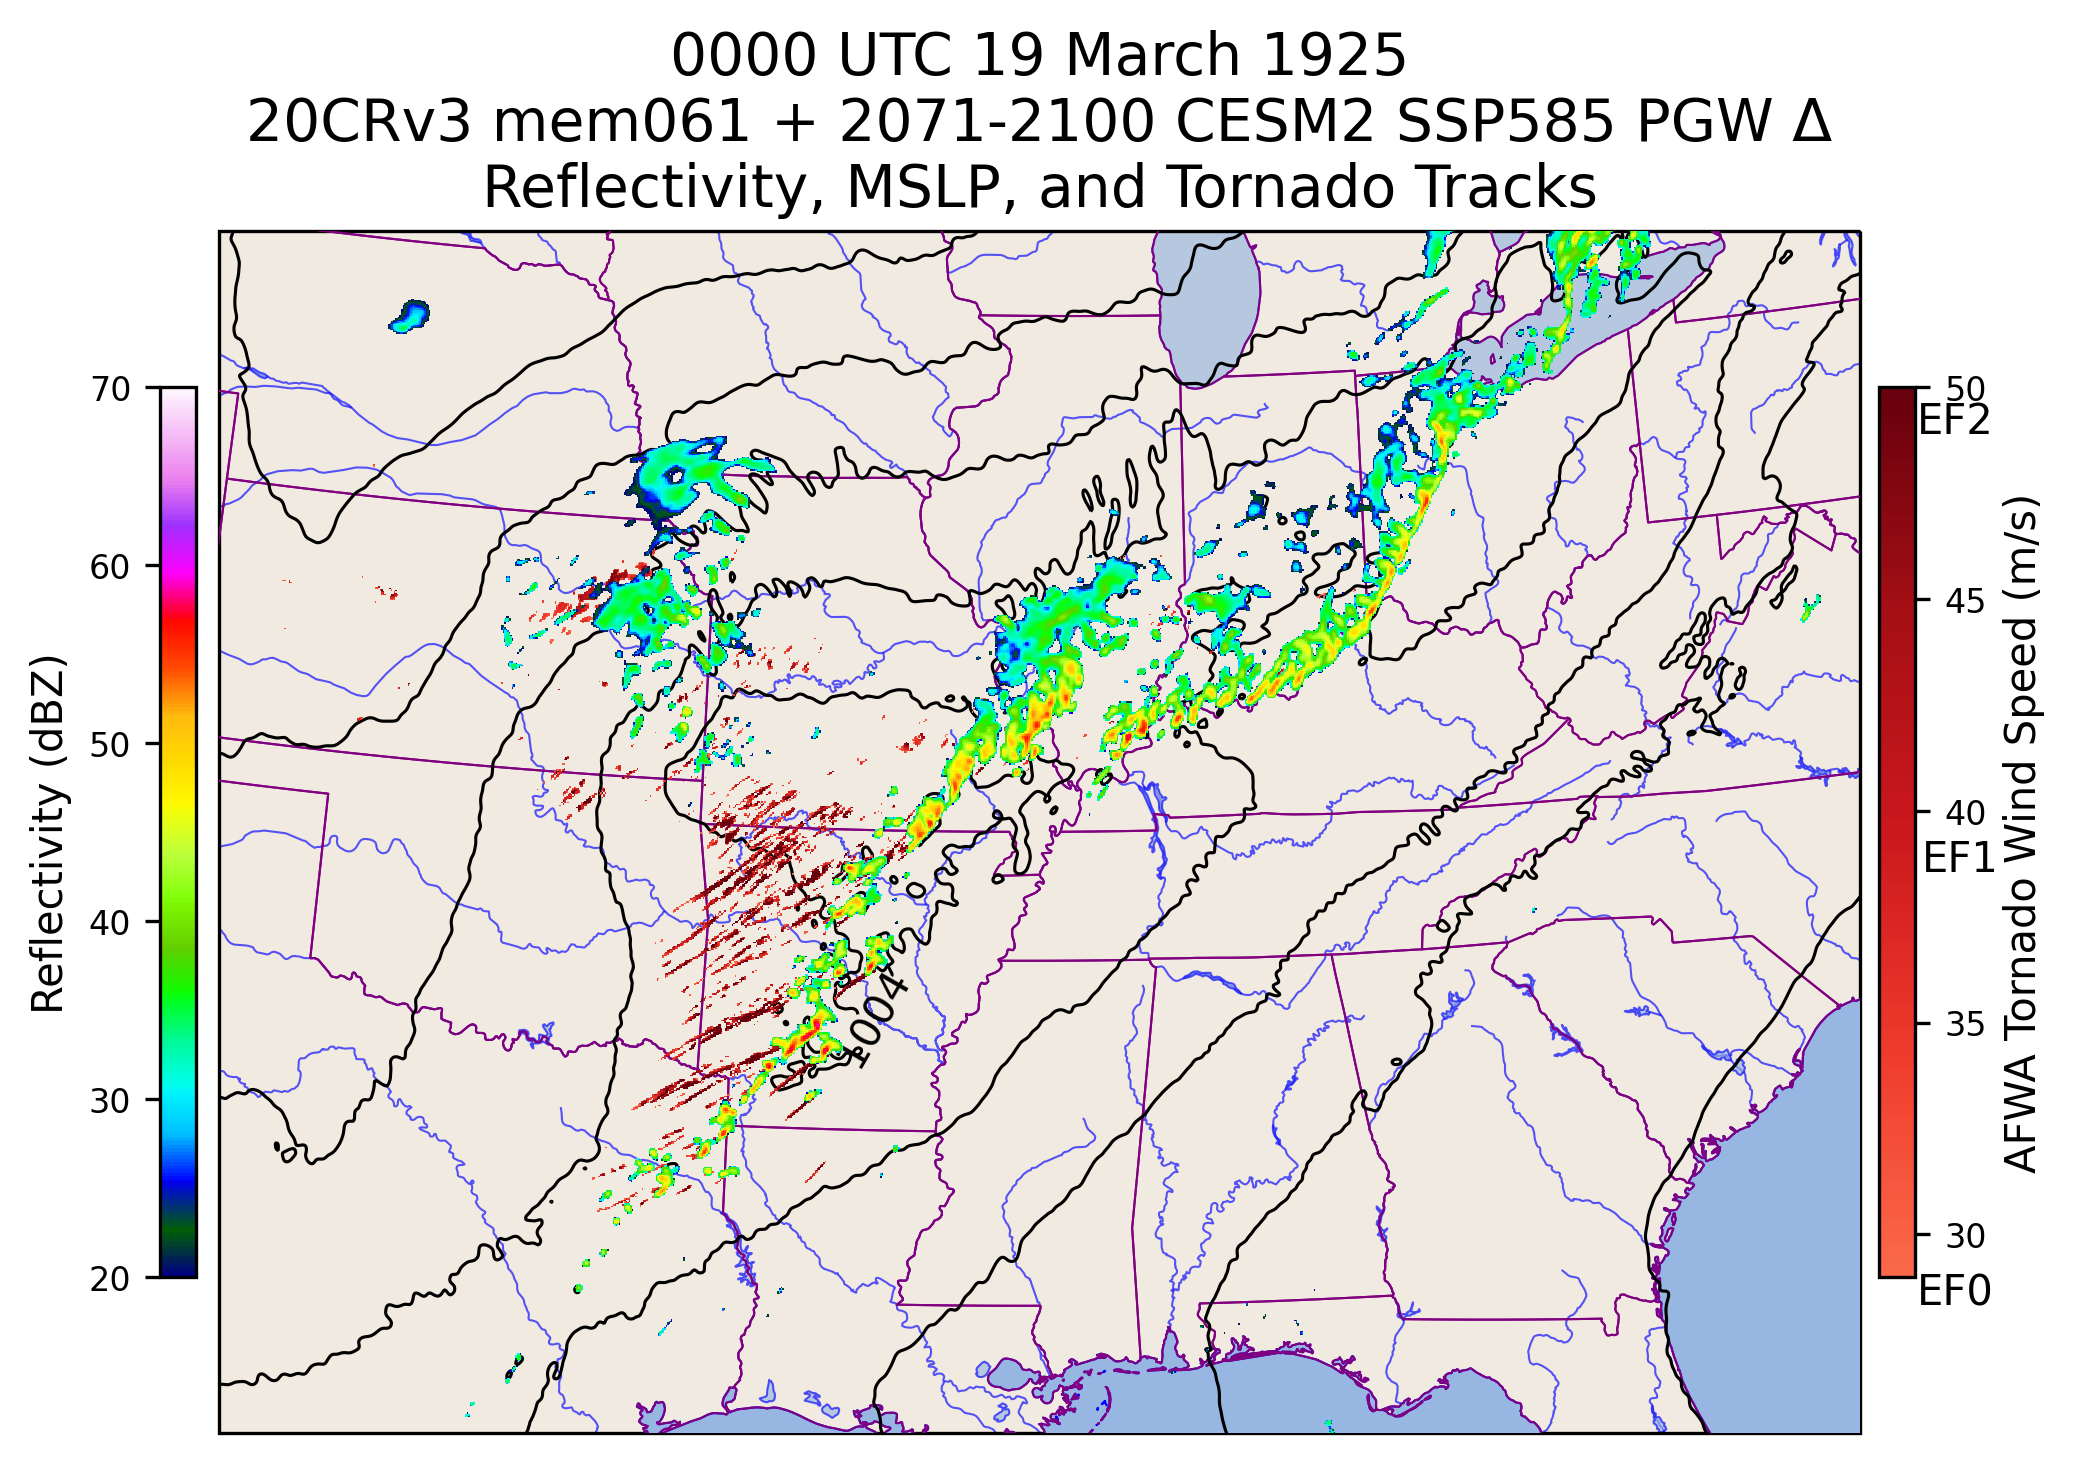 0000 UTC 19 March 1925
20CRv3 mem061 + 2071-2100 CESM2 SSP585 PGW Δ
Reflectivity, MSLP, and Tornado Tracks
70
60
50
40
30
20
Reflectivity (dBZ)
1004
50
EF2
45
40
EF1
35
30
EF0
AFWA Tornado Wind Speed (m/s)